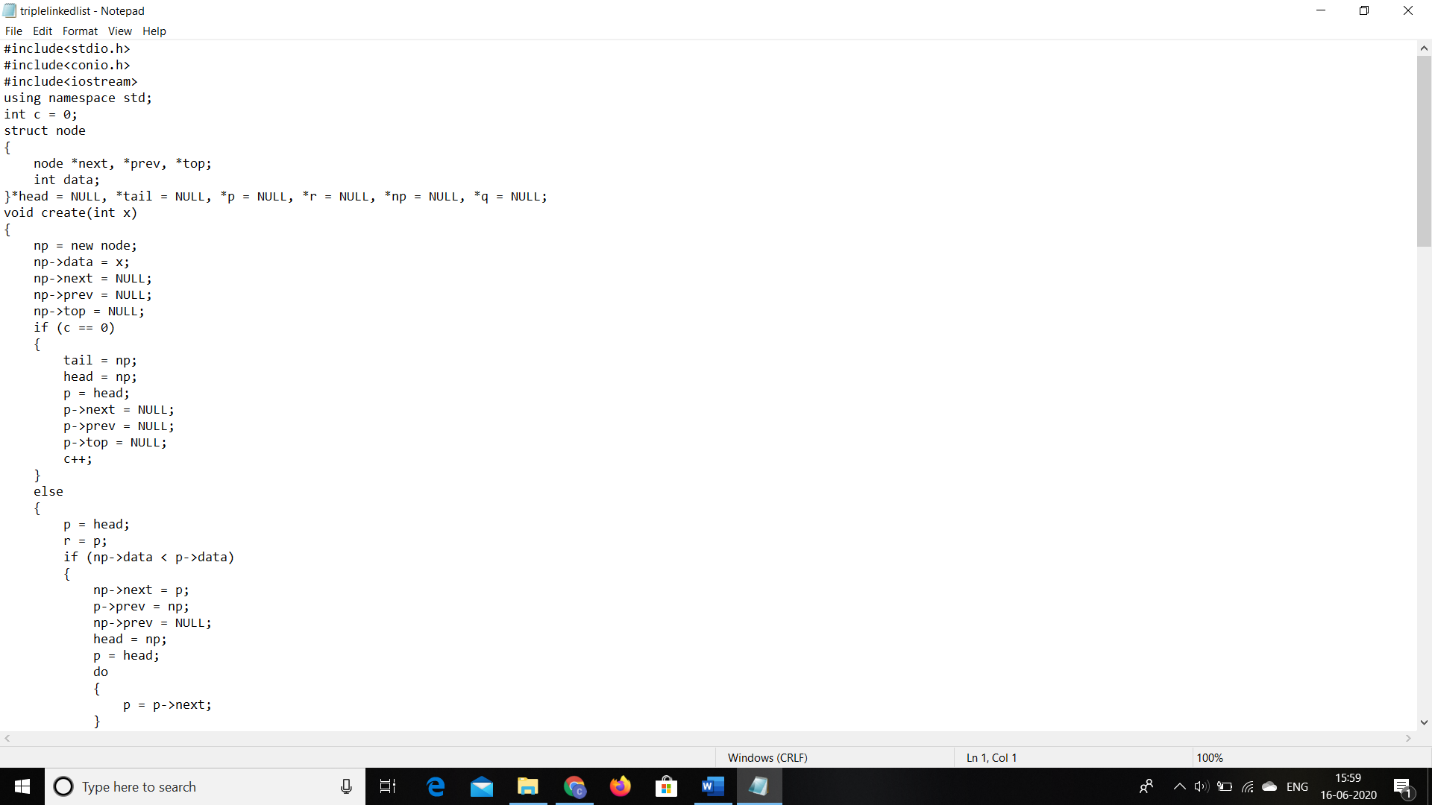 triplelinkedlist - Notepad
File Edit Format View Help
#include<stdio.h>
#include<conio.h>
#include<iostream>
using namespace std;
int c = 0;
struct node
{
    node *next, *prev, *top;
    int data;
}*head = NULL, *tail = NULL, *p = NULL, *r = NULL, *np = NULL, *q = NULL;
void create(int x)
{
    np = new node;
    np->data = x;
    np->next = NULL;
    np->prev = NULL;
    np->top = NULL;
    if (c == 0)
    {
        tail = np;
        head = np;
        p = head;
        p->next = NULL;
        p->prev = NULL;
        p->top = NULL;
        c++;
    }
    else
    {
        p = head;
        r = p;
        if (np->data < p->data)
        {
            np->next = p;
            p->prev = np;
            np->prev = NULL;
            head = np;
            p = head;
            do
            {
                p = p->next;
            }
Windows (CRLF) Ln 1, Col 1 100%
Type here to search
ENG
15:59
16-06-2020
1